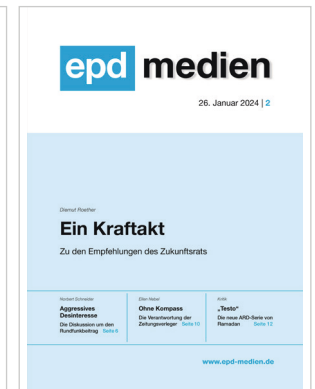 epd medien
26. Januar 2024 | 2
Diemut Roether
Ein Kraftakt
Zu den Empfehlungen des Zukunftsrats
Norbert Schneider
Aggressives
Desinteresse
Die Diskussion um den
Rundfunkbeitrag Seite 6
Ellen Nebel
Ohne Kompass
Die Verantwortung der
Zeitungsverleger Seite 10
Kritik
„Testo“
Die neue ARD-Serie von
Ramadan Seite 12
www.epd-medien.de